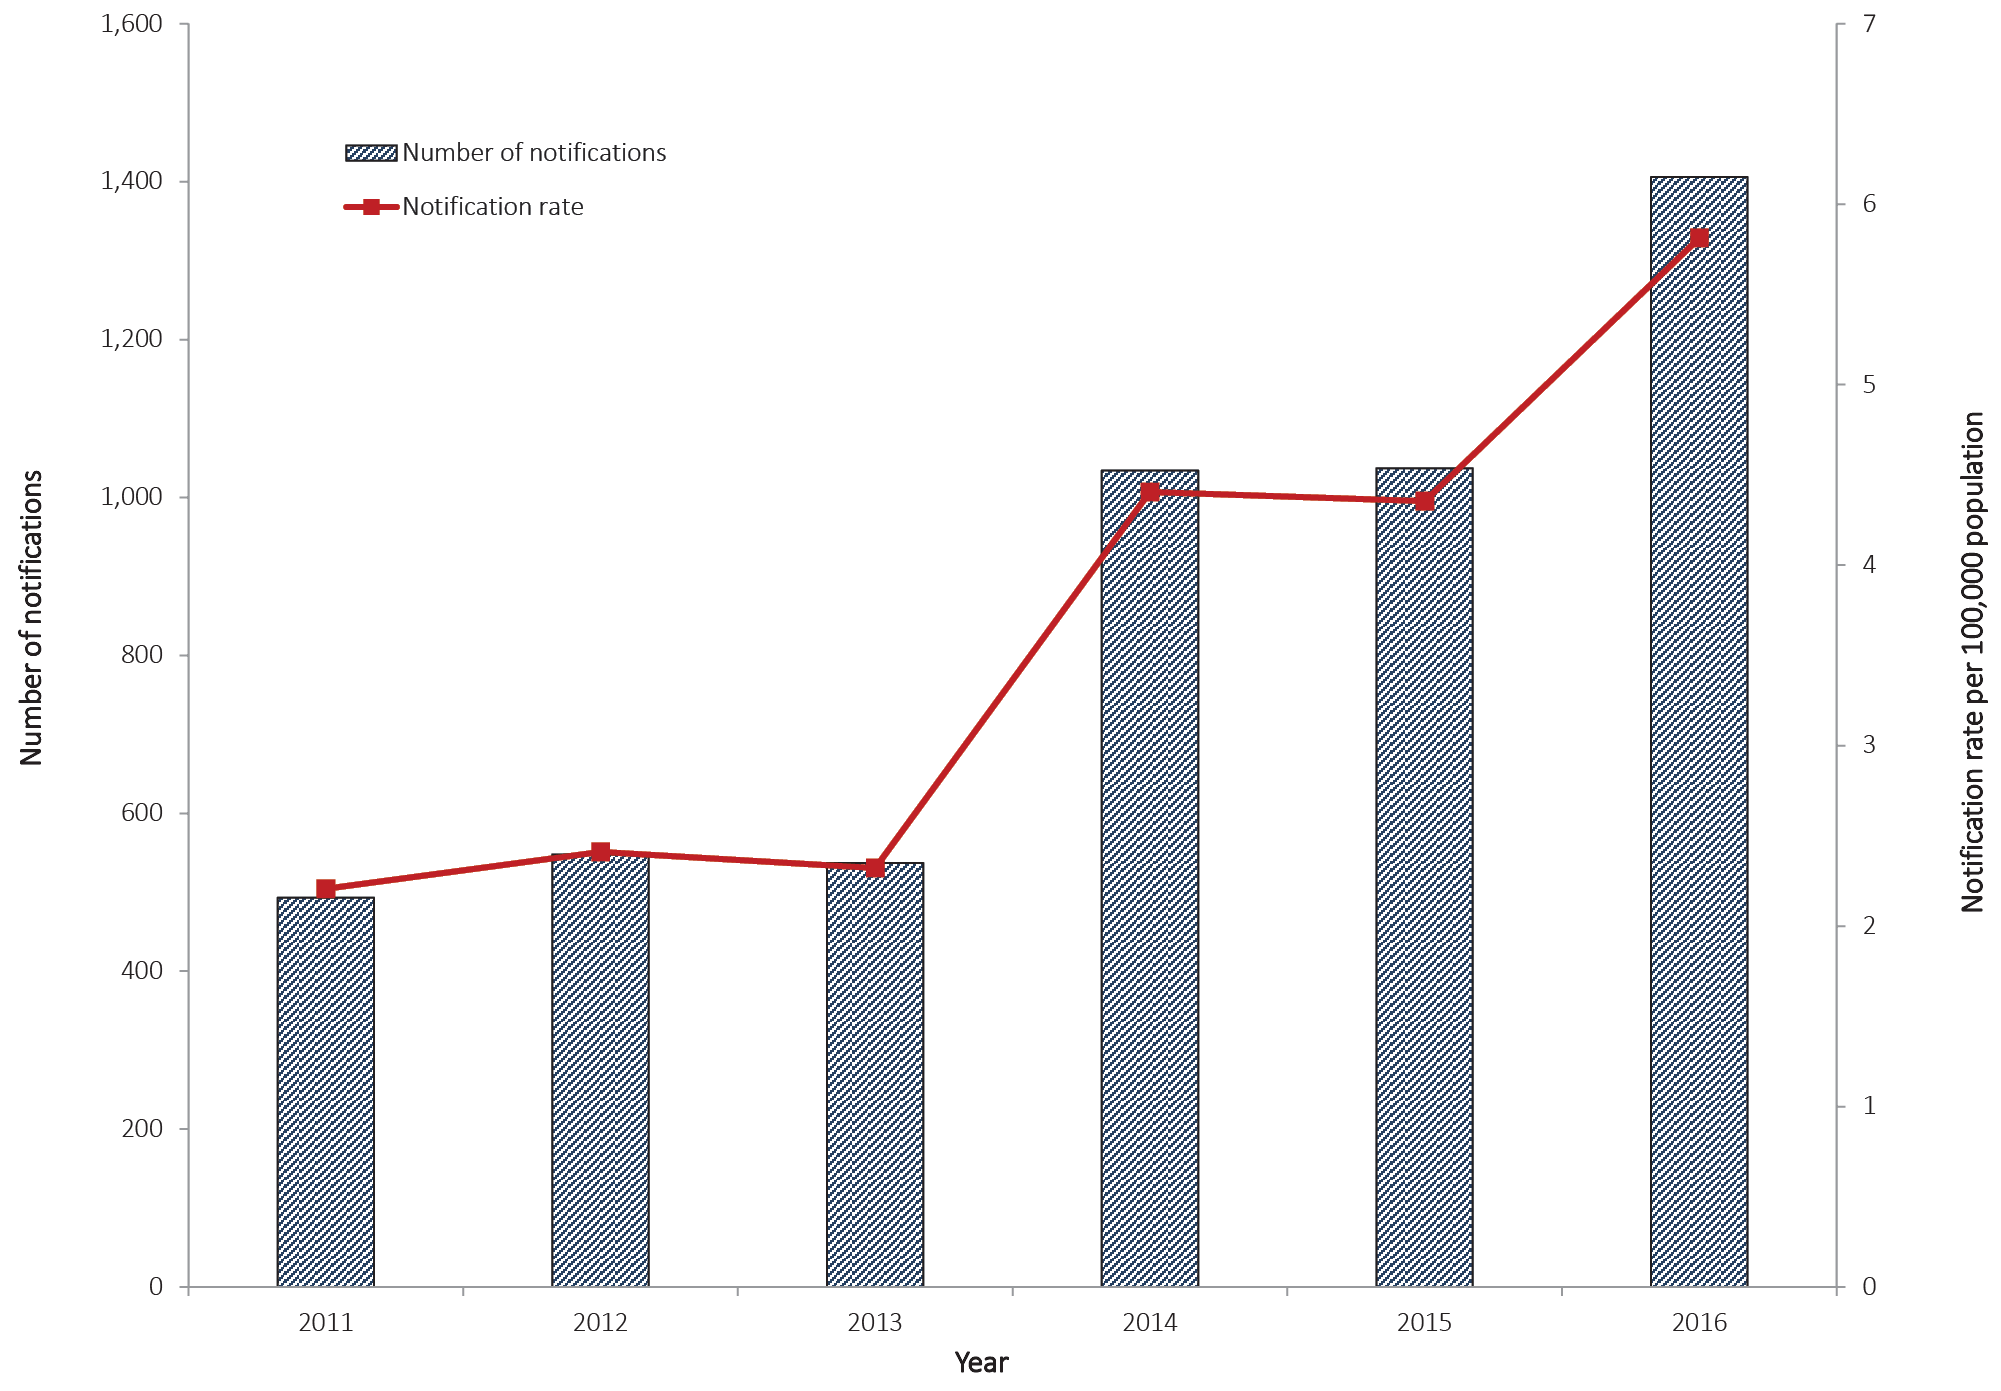 1,600
1,400
1,200
1,000
800
600
400
200
0
Number of notifications
Number of notifications
Notification rate
7
6
5
4
3
2
1
0
Notification rate per 100,000 population
2011 2012 2013 2014 2015 2016
Year